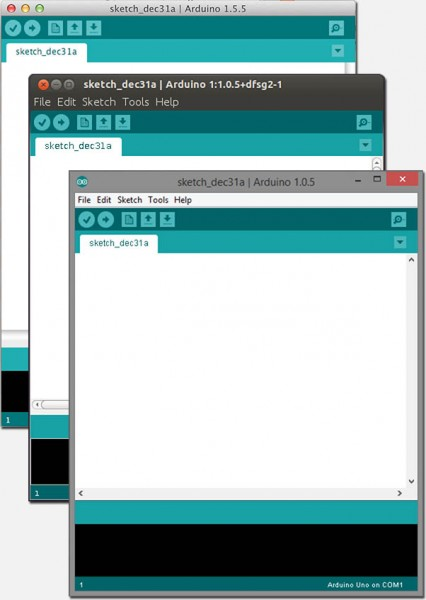 sketch_dec31a | Arduino 1.5.5
sketch_dec31a
sketch_dec31a | Arduino 1:1.0.5+dfsg2-1
File Edit Sketch Tools Help
sketch_dec31a
sketch_dec31a | Arduino 1.0.5
File Edit Sketch Tools Help
sketch_dec31a
1
1
1
Arduino Uno on COM1